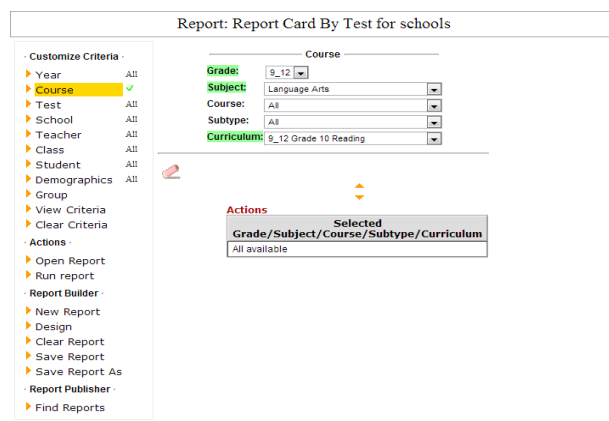 Report: Report Card By Test for schools
· Customize Criteria ·
Year All
Course
Test All
School All
Teacher All
Class All
Student All
Demographics All
Group
View Criteria
Clear Criteria
· Actions ·
Open Report
Run report
· Report Builder ·
New Report
Design
Clear Report
Save Report
Save Report As
· Report Publisher ·
Find Reports
Course
Grade: 9_12
Subject: Language Arts
Course: All
Subtype: All
Curriculum: 9_12 Grade 10 Reading
Actions
Selected
Grade/Subject/Course/Subtype/Curriculum
All available